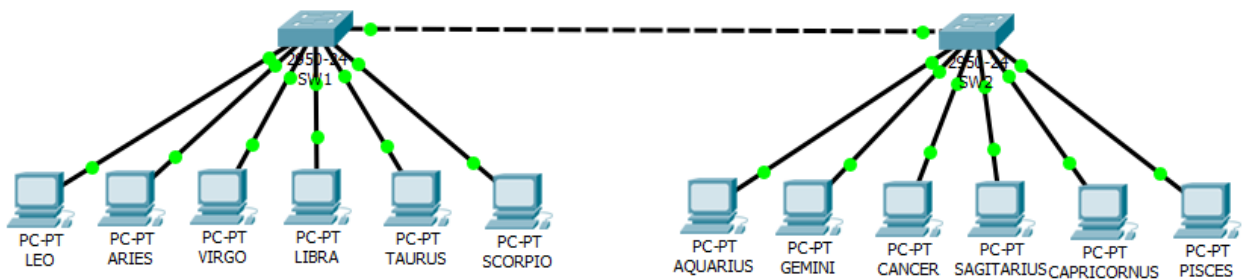 2950-24
SW1
2950-24
SW2
PC-PT
LEO
PC-PT
ARIES
PC-PT
VIRGO
PC-PT
LIBRA
PC-PT
TAURUS
PC-PT
SCORPIO
PC-PT
AQUARIUS
PC-PT
GEMINI
PC-PT
CANCER
PC-PT
SAGITARIUS
PC-PT
CAPRICORNUS
PC-PT
PISCES